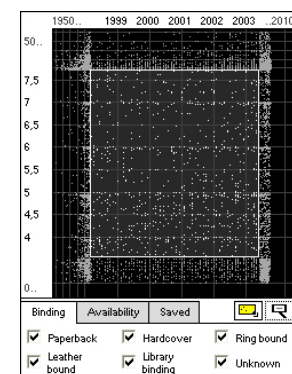 1950.. 1999 2000 2001 2002 2003 ..2010
50..
7,5
7
6,5
6
5,5
5
4,5
4
0..
Binding Availability Saved
Paperback Hardcover Ring bound
Leather bound Library binding Unknown